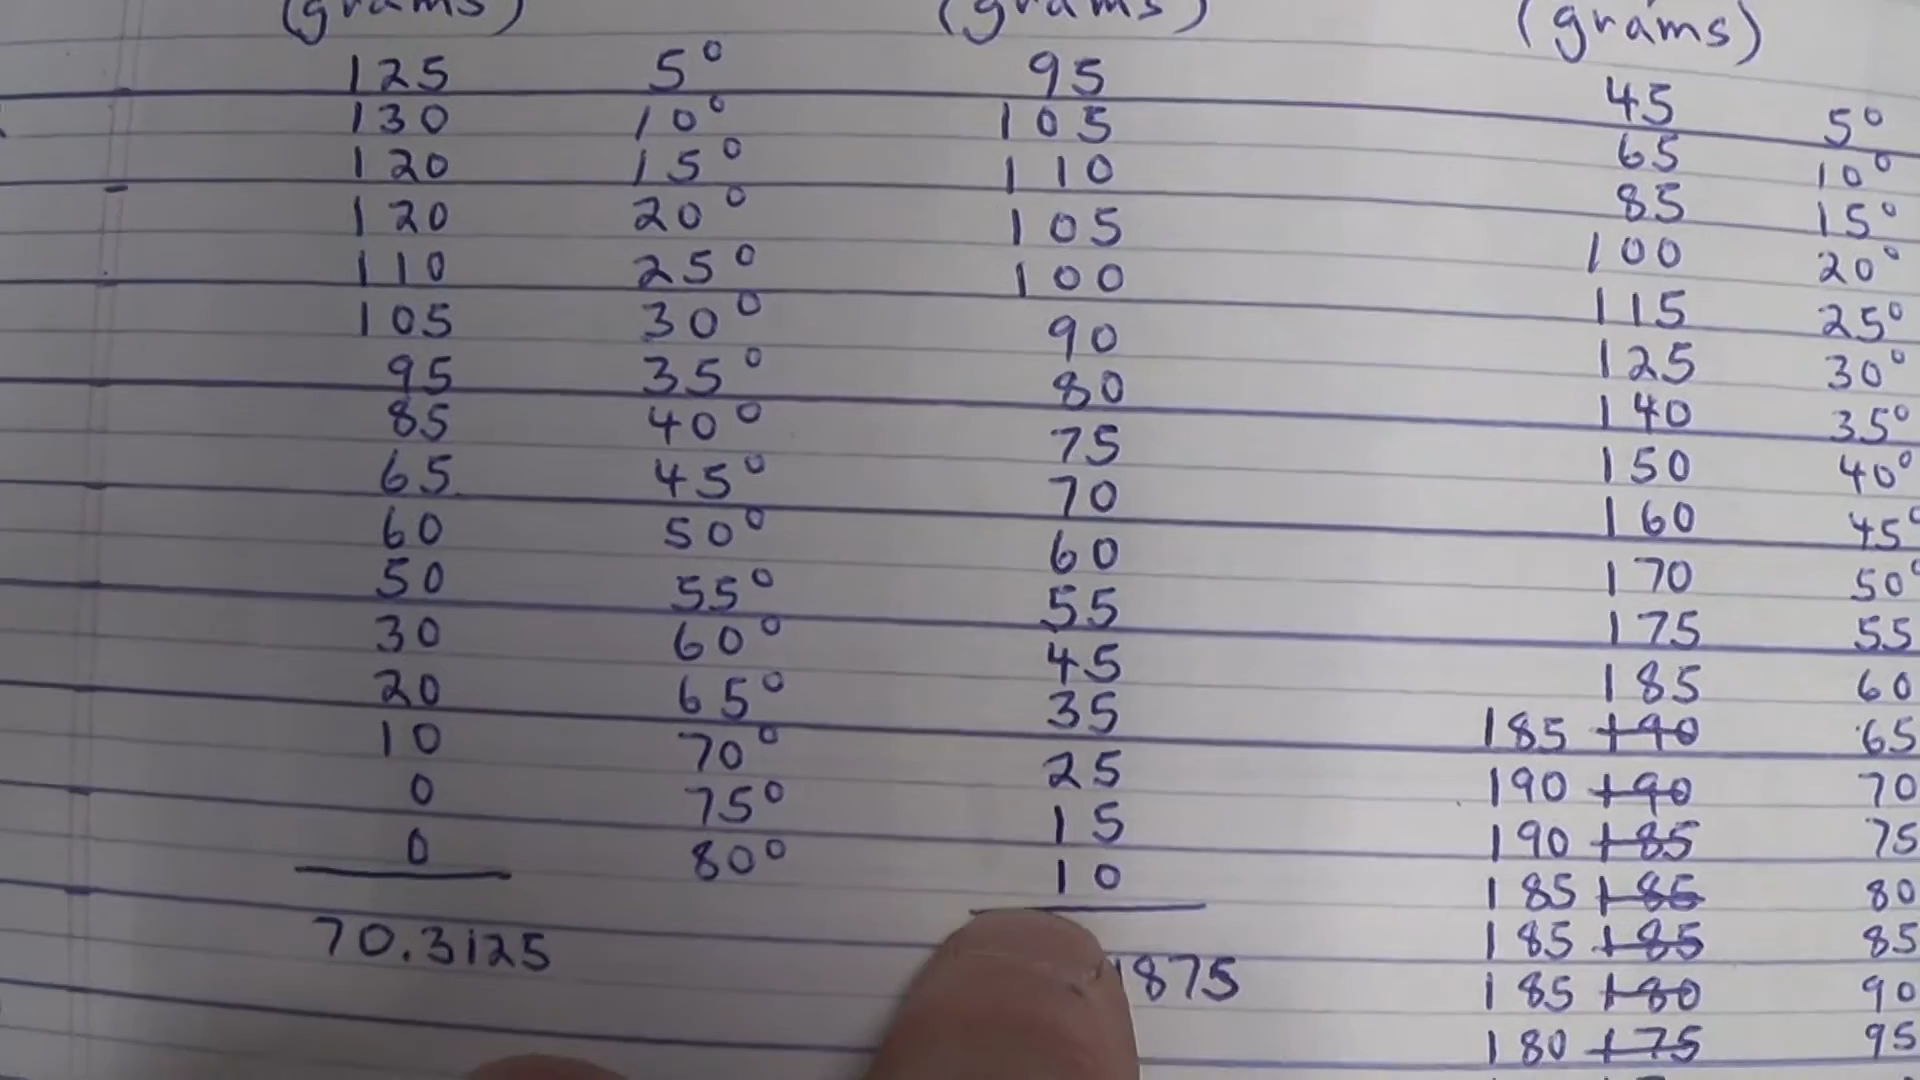 (grams) (grams) (grams)
125 5° 95 45 5°
130 10° 105 65 10°
120 15° 110 85 15°
120 20° 105 100 20°
110 25° 100 115 25°
105 30° 90 125 30°
95 35° 80 140 35°
85 40° 75 150 40°
65 45° 70 160 45°
60 50° 60 170 50°
50 55° 55 175 55
30 60° 45 185 60
20 65° 35 185 +90 65
10 70° 25 190 +90 70
0 75° 15 190 +85 75
0 80° 10 185 +85 80
70.3125 1875 185 +85 85
185 +80 90
180 +75 95